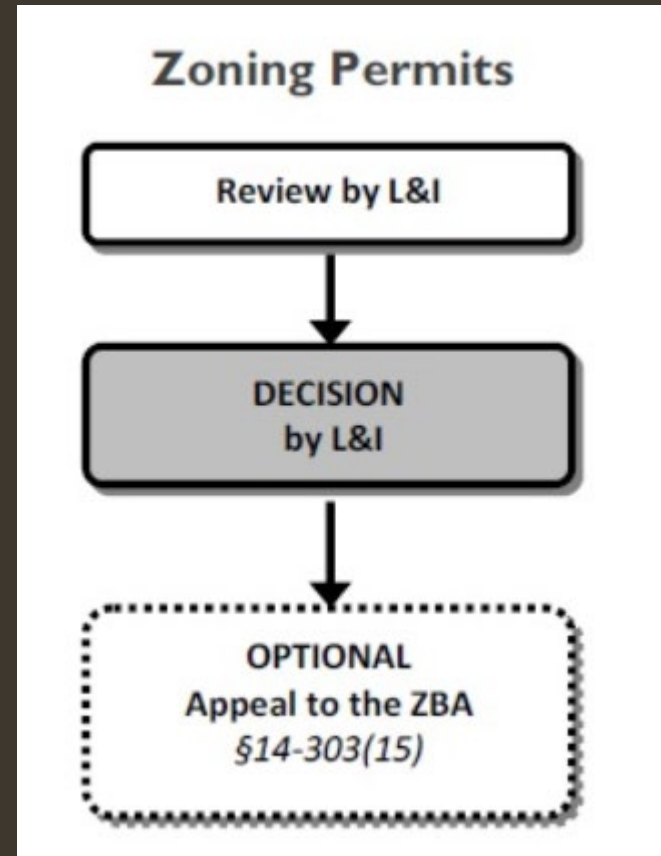 Zoning Permits
Review by L&I
DECISION
by L&I
OPTIONAL
Appeal to the ZBA
§14-303(15)